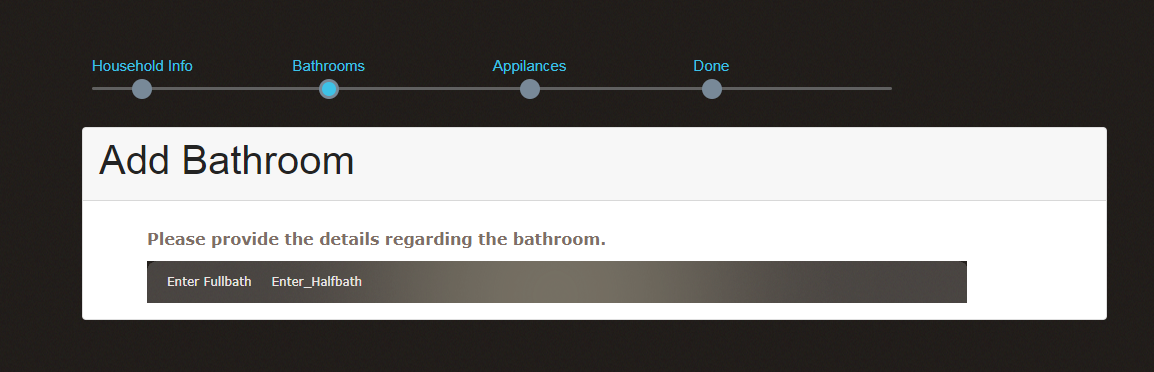 Household Info Bathrooms Appilances Done
Add Bathroom
Please provide the details regarding the bathroom.
Enter Fullbath Enter_Halfbath